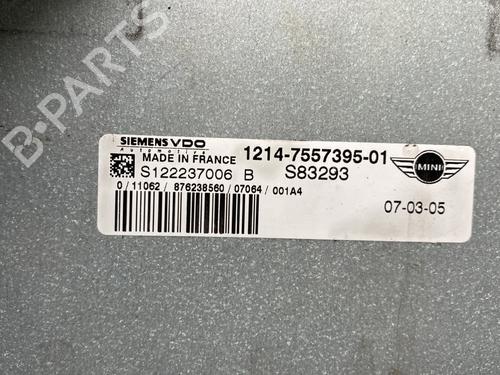 B-PARTS
SIEMENS VDO
Automotive
MADE IN FRANCE 1214-7557395-01
MINI
S122237006 B S83293
0/11062/876238560/07064/001A4
07-03-05